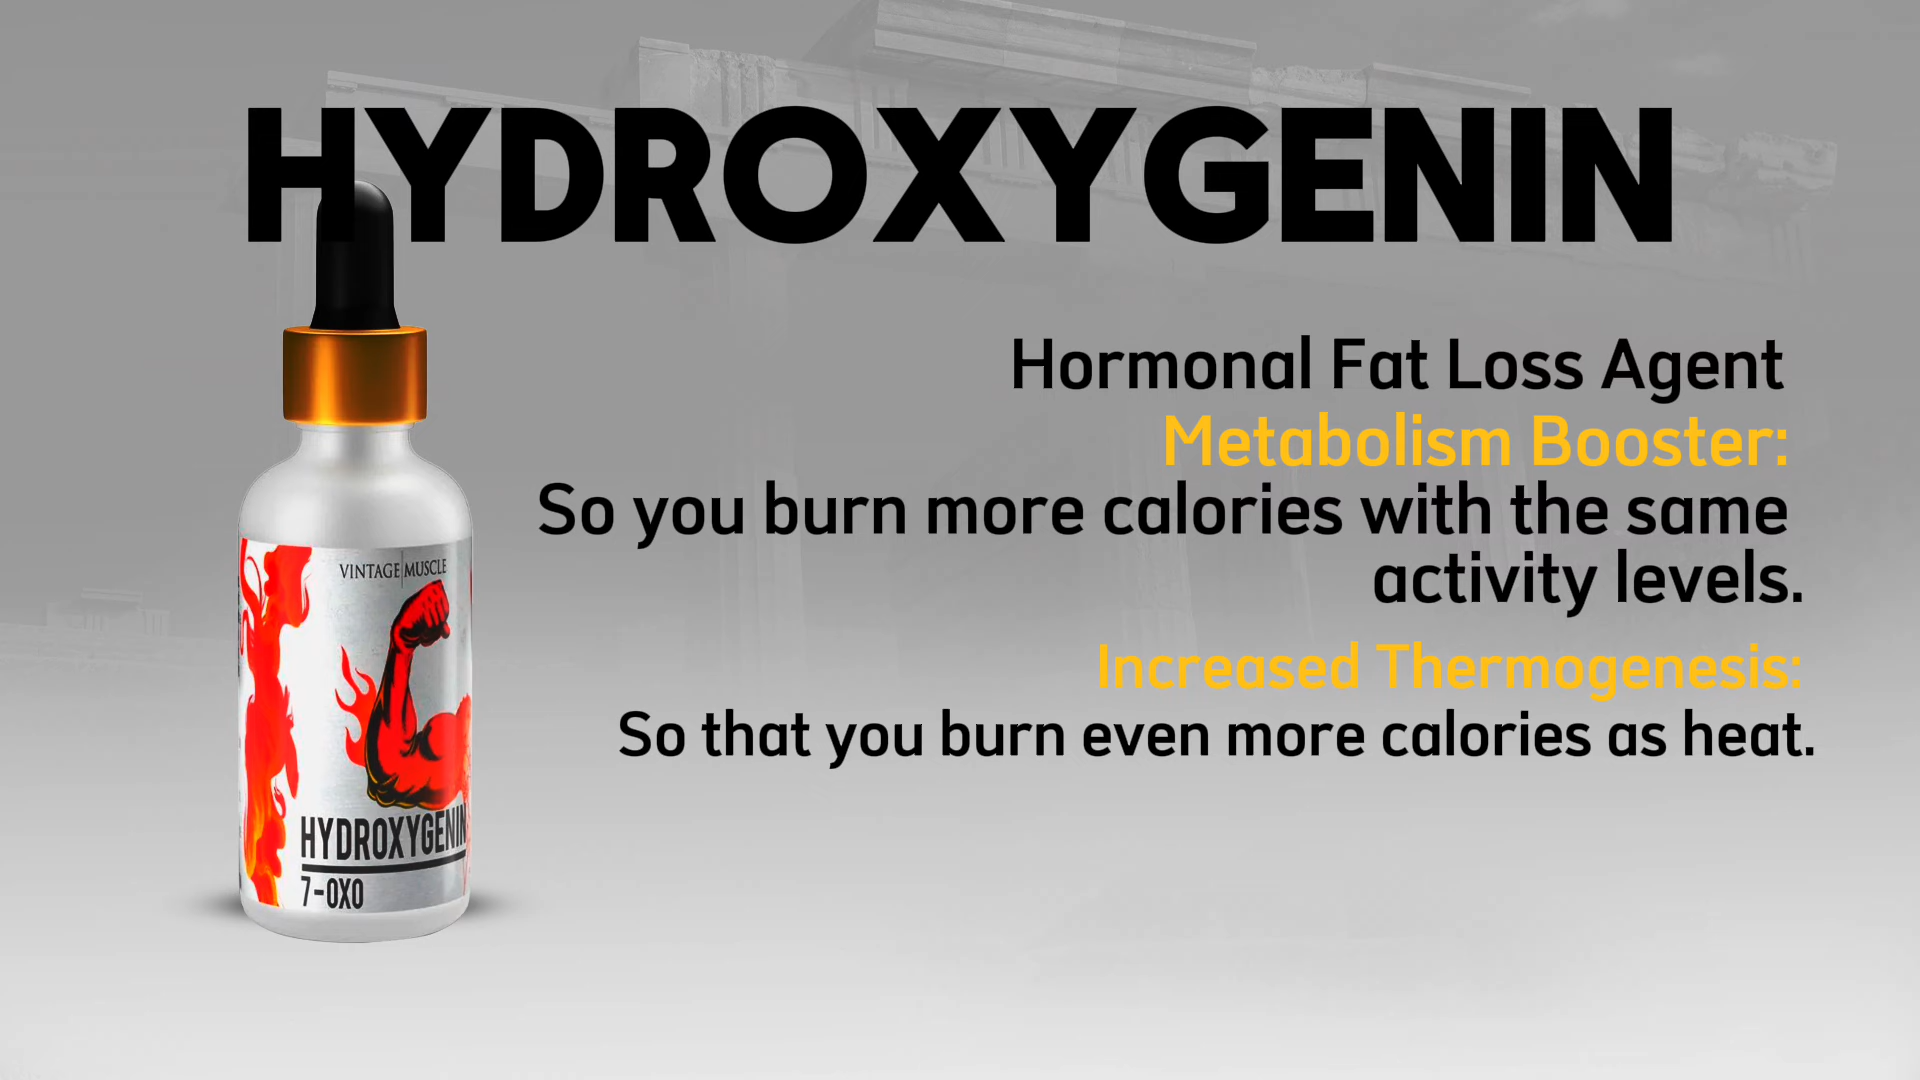 HYDROXYGENIN
Hormonal Fat Loss Agent
Metabolism Booster:
So you burn more calories with the same
activity levels.
Increased Thermogenesis:
So that you burn even more calories as heat.
VINTAGE MUSCLE
HYDROXYGENIN
7-OXO